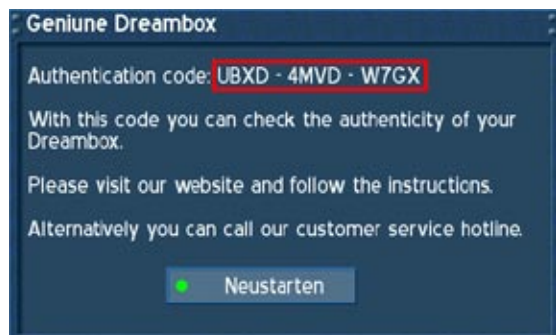 Geniune Dreambox
Authentication code: UBXD - 4MVD - W7GX
With this code you can check the authenticity of your
Dreambox.
Please visit our website and follow the instructions.
Alternatively you can call our customer service hotline.
Neustarten